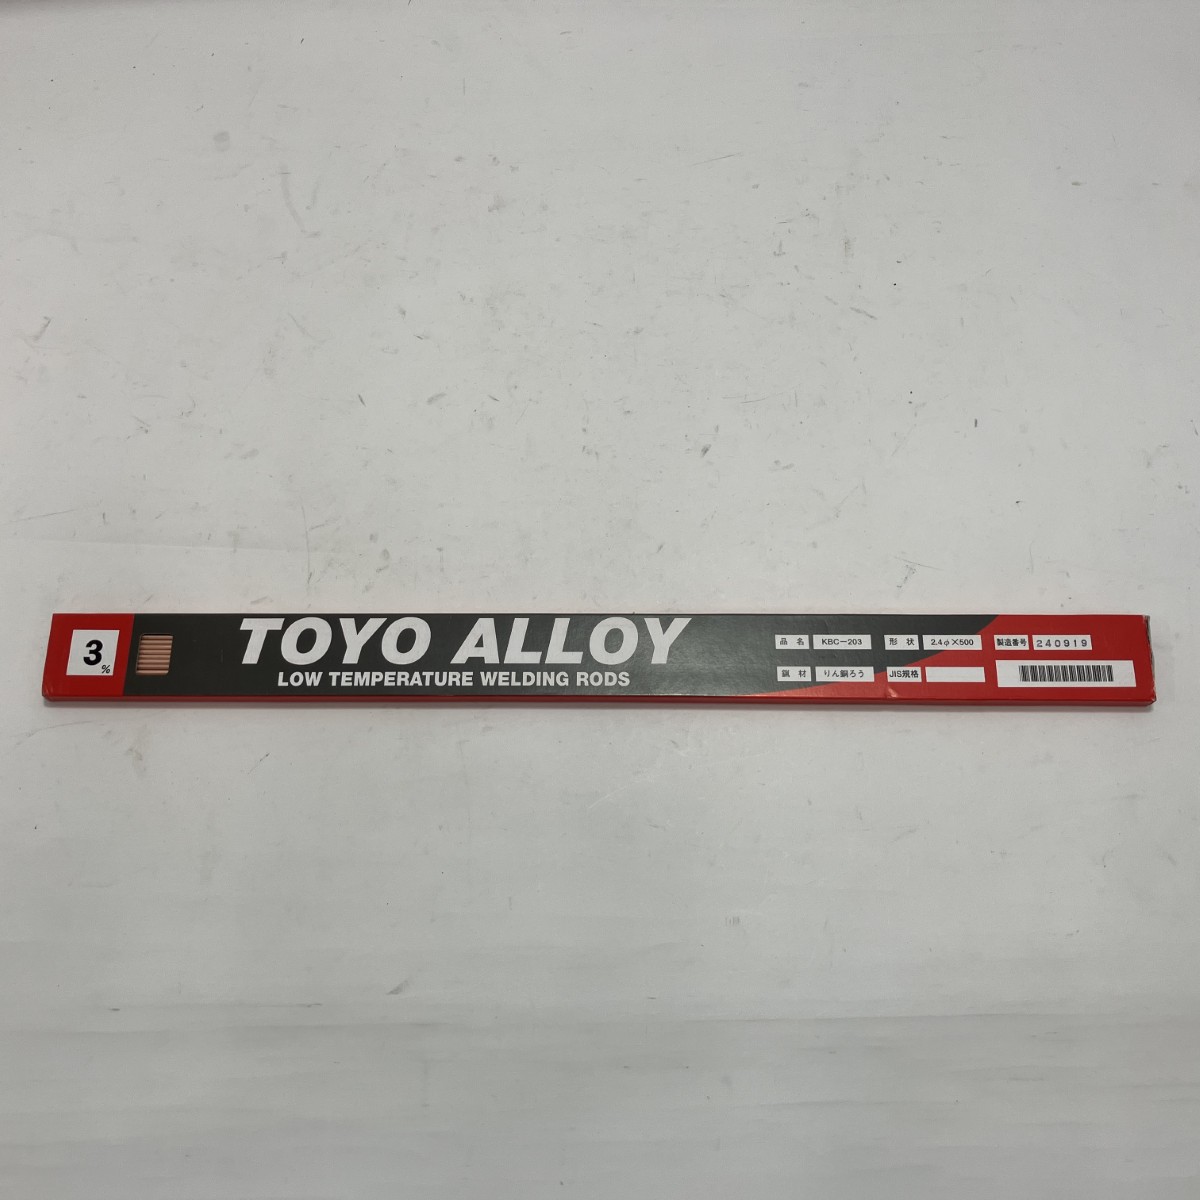 3%
TOYO ALLOY
LOW TEMPERATURE WELDING RODS
品名 KBC-203 形状 2.4φ×500 製造番号 240919
鑞材 りん銅ろう JIS規格